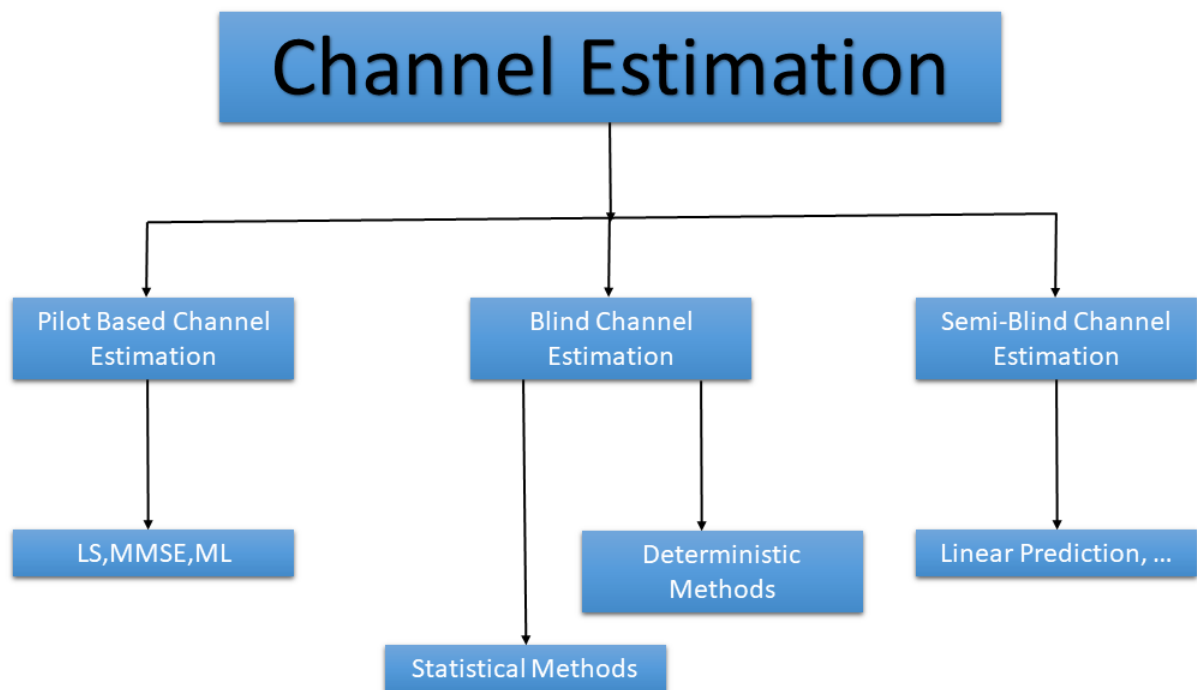 Channel Estimation
Pilot Based Channel
Estimation
Blind Channel
Estimation
Semi-Blind Channel
Estimation
LS,MMSE,ML
Deterministic
Methods
Linear Prediction, ...
Statistical Methods